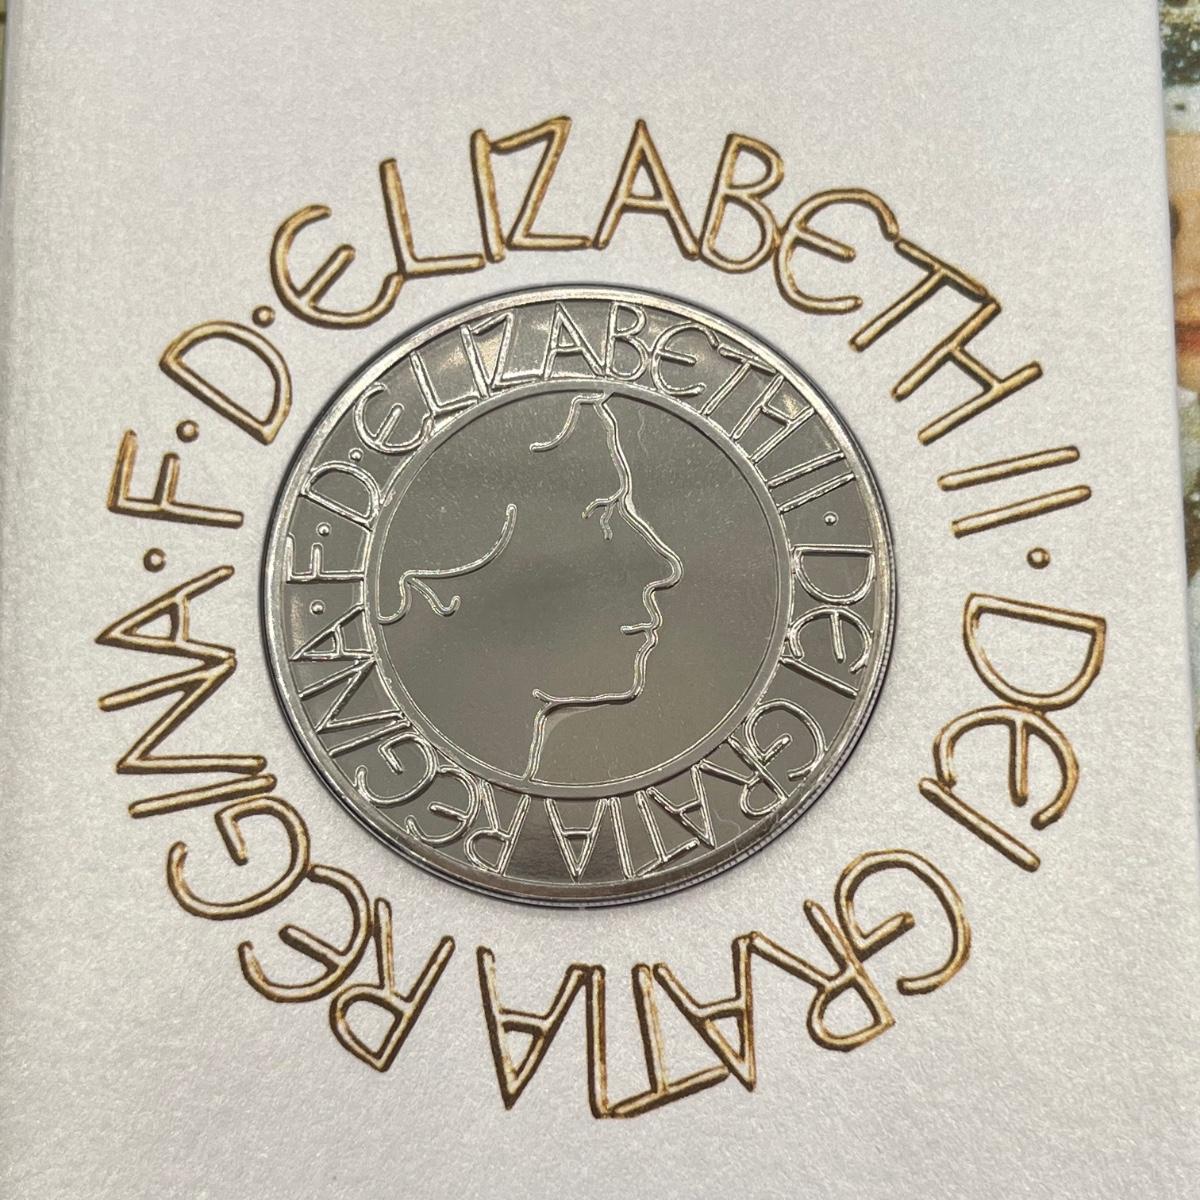 ELIZABETH II · DEI GRATIA REGINA · F · D ·
ELIZABETH II · DEI GRATIA REGINA · F · D ·